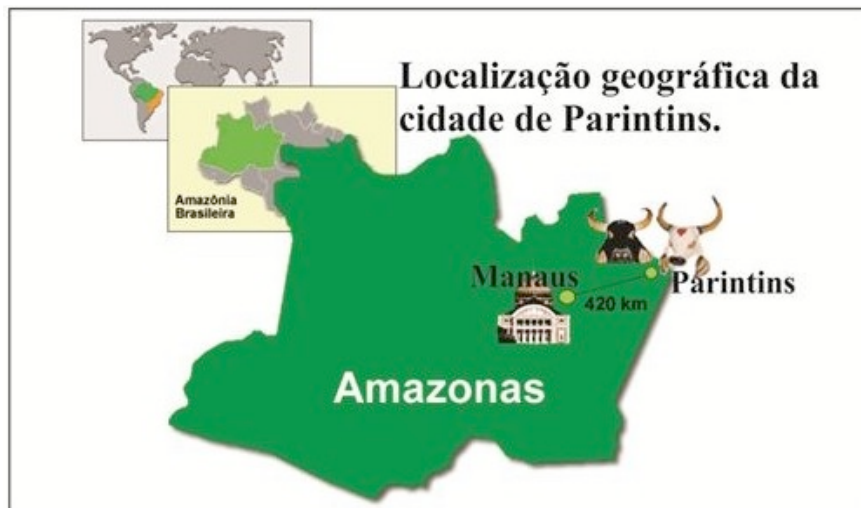 Localização geográfica da
cidade de Parintins.
Amazônia
Brasileira
Manaus
Parintins
420 km
Amazonas